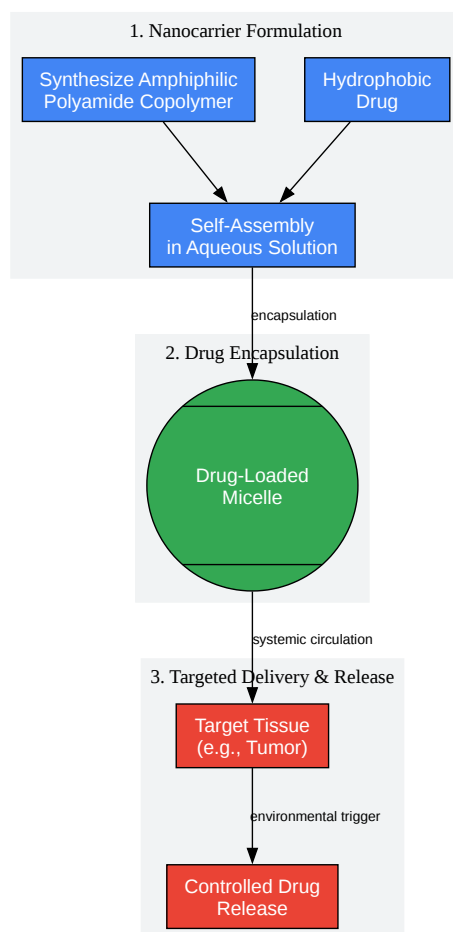 1. Nanocarrier Formulation
Synthesize Amphiphilic
Polyamide Copolymer
Hydrophobic
Drug
Self-Assembly
in Aqueous Solution
encapsulation
2. Drug Encapsulation
Drug-Loaded
Micelle
systemic circulation
3. Targeted Delivery & Release
Target Tissue
(e.g., Tumor)
environmental trigger
Controlled Drug
Release